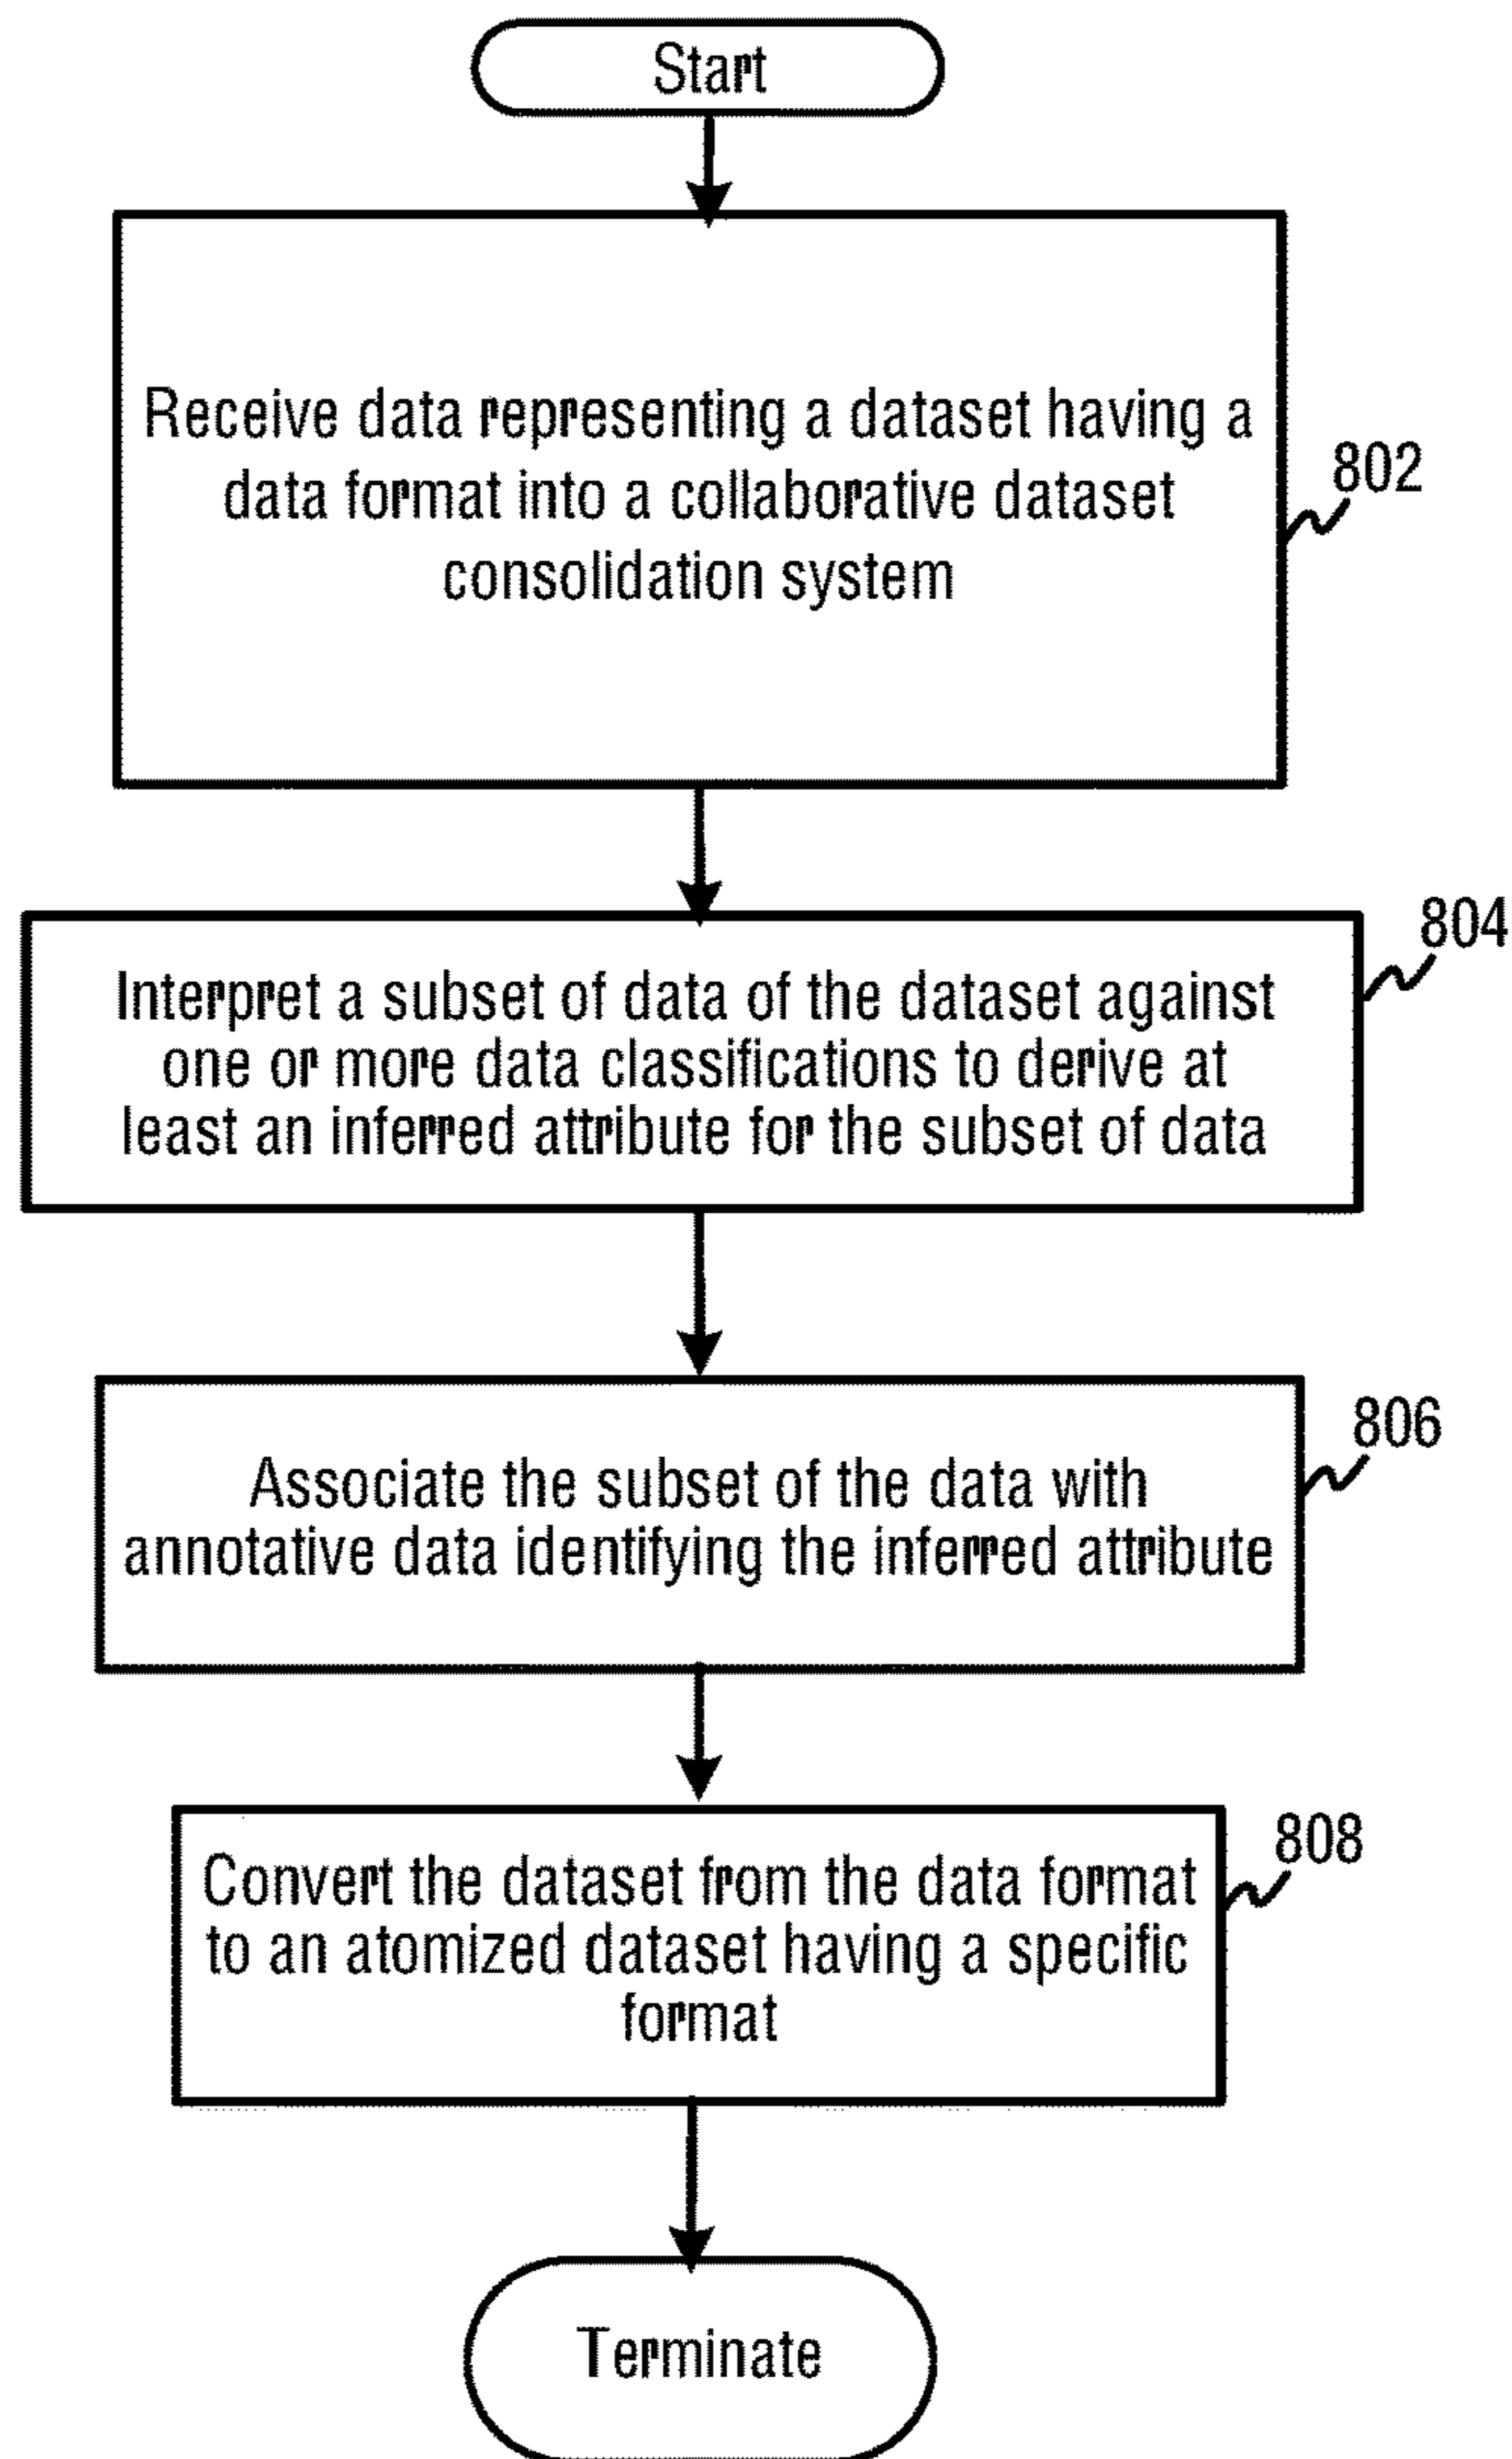 Start
Receive data representing a dataset having a
data format into a collaborative dataset
consolidation system
802
Interpret a subset of data of the dataset against
one or more data classifications to derive at
least an inferred attribute for the subset of data
804
Associate the subset of the data with
annotative data identifying the inferred attribute
806
Convert the dataset from the data format
to an atomized dataset having a specific
format
808
Terminate